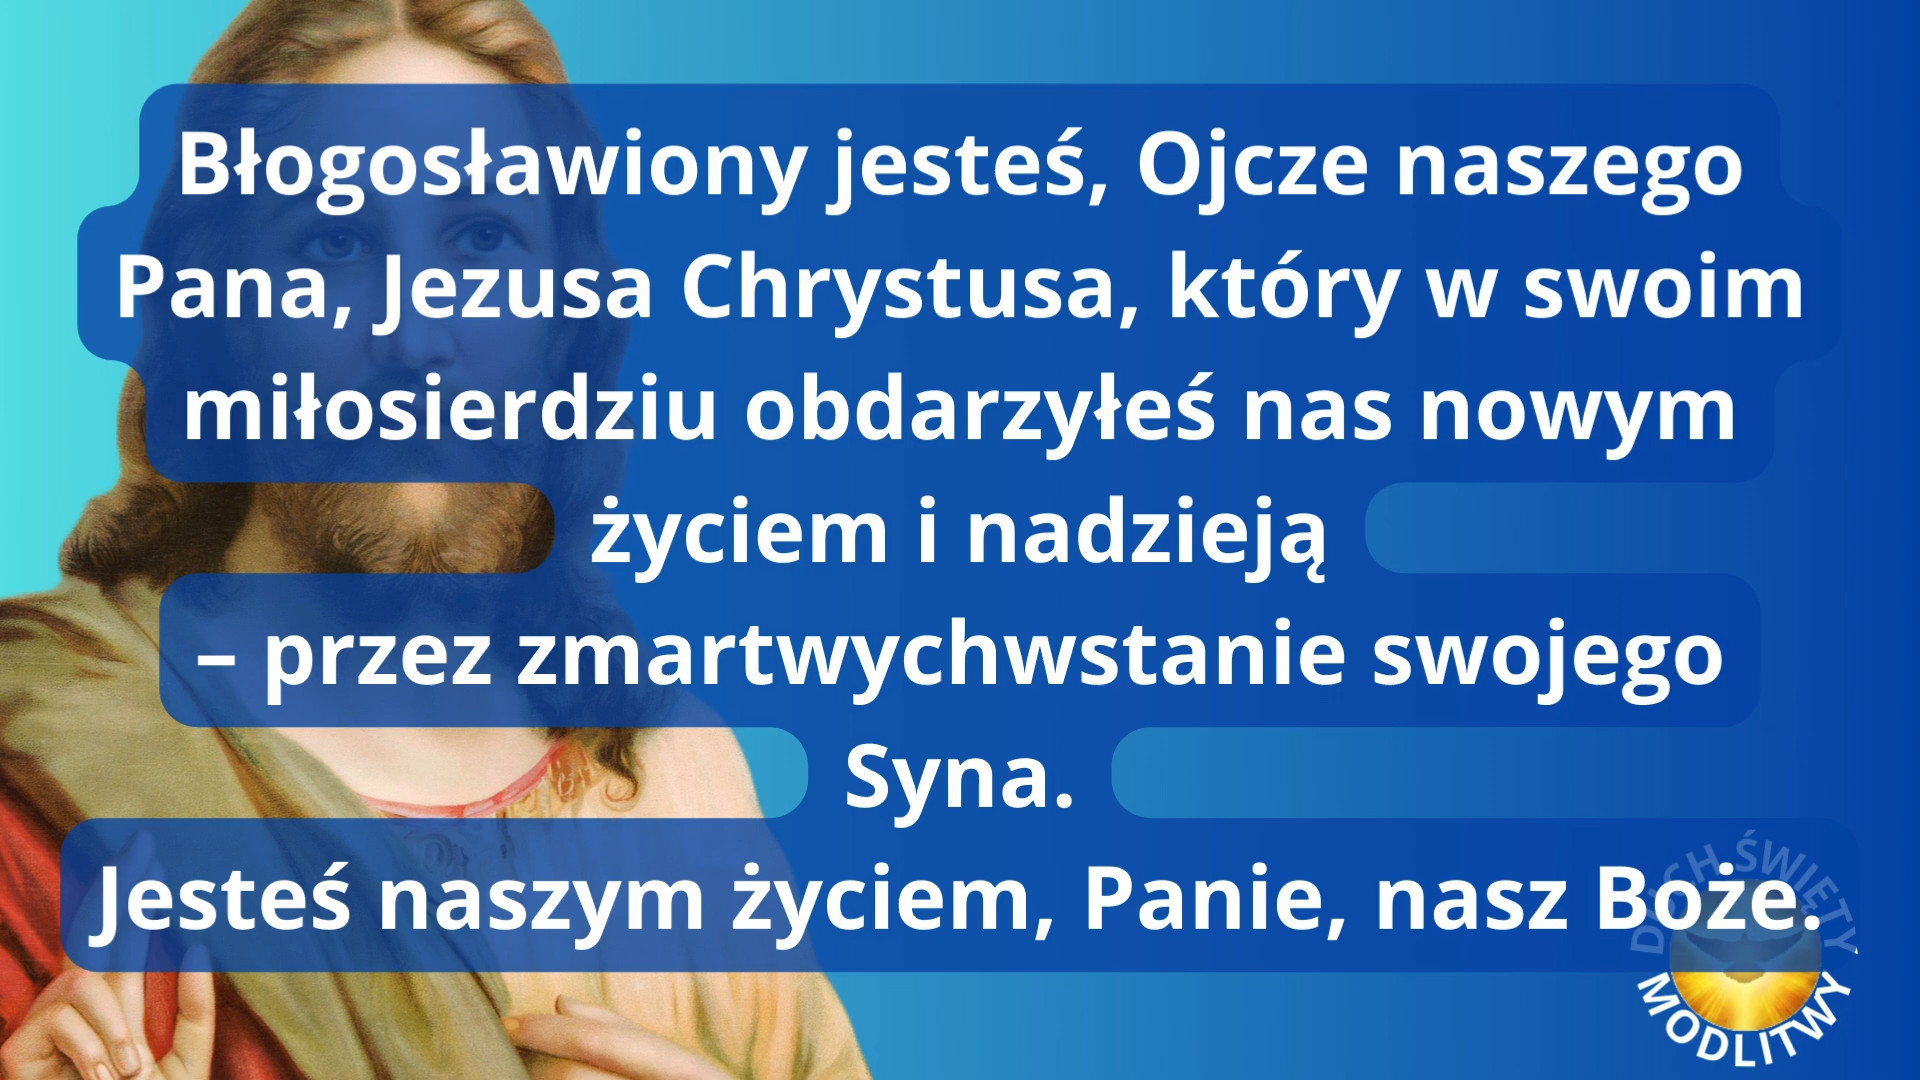 Błogosławiony jesteś, Ojcze naszego
Pana, Jezusa Chrystusa, który w swoim
miłosierdziu obdarzyłeś nas nowym
życiem i nadzieją
– przez zmartwychwstanie swojego
Syna.
Jesteś naszym życiem, Panie, nasz Boże.
DUCH ŚWIĘTY
MODLITWY